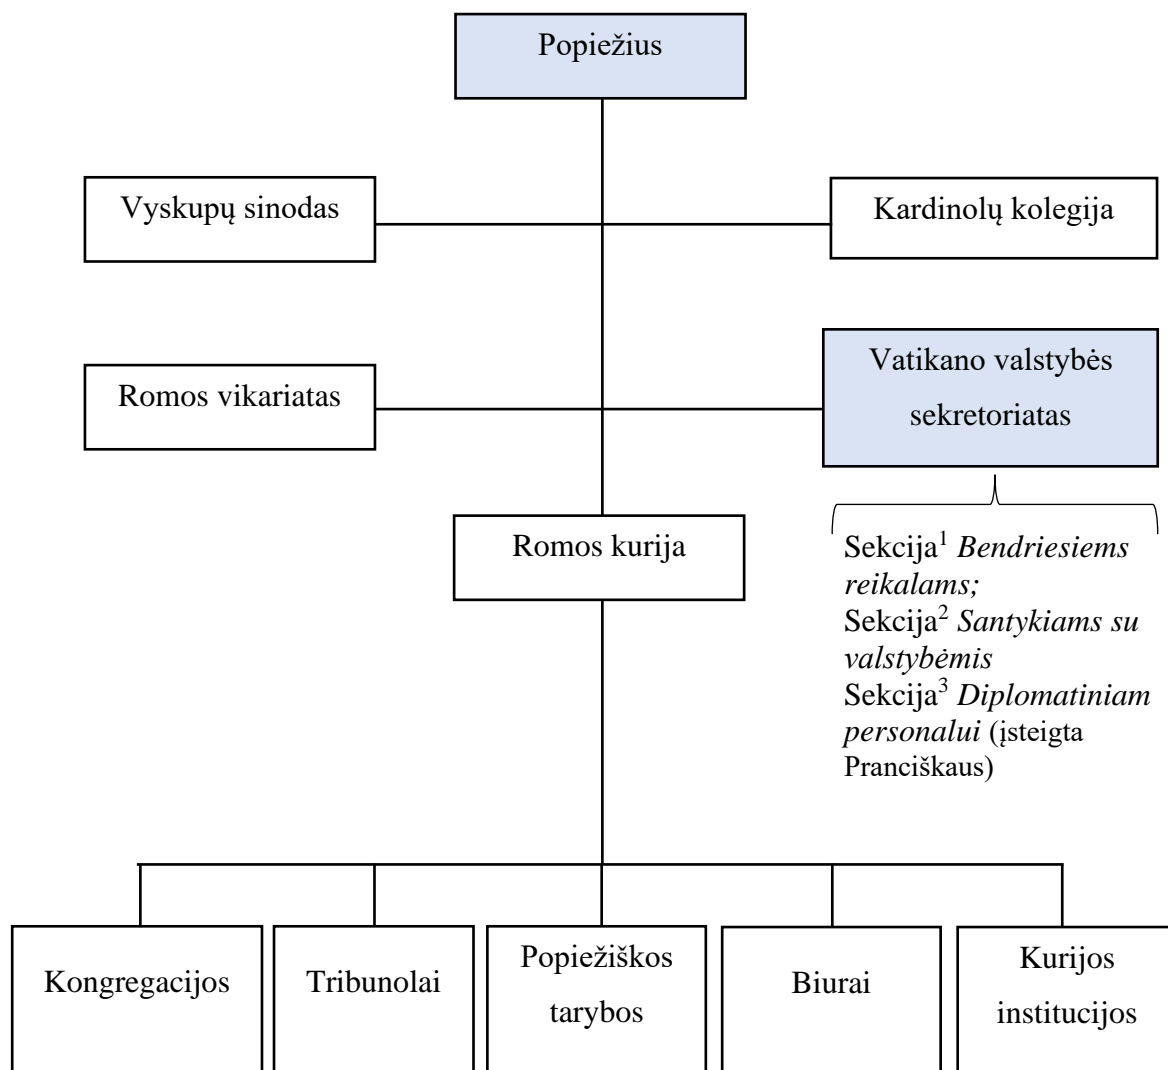 Popiežius
Vyskupų sinodas
Kardinolų kolegija
Romos vikariatas
Vatikano valstybės
sekretoriatas
Romos kurija
Sekcija¹ Bendriesiems
reikalams;
Sekcija² Santykiams su
valstybėmis
Sekcija³ Diplomatiniam
personalui (įsteigta
Pranciškaus)
Kongregacijos
Tribunolai
Popiežiškos
tarybos
Biurai
Kurijos
institucijos